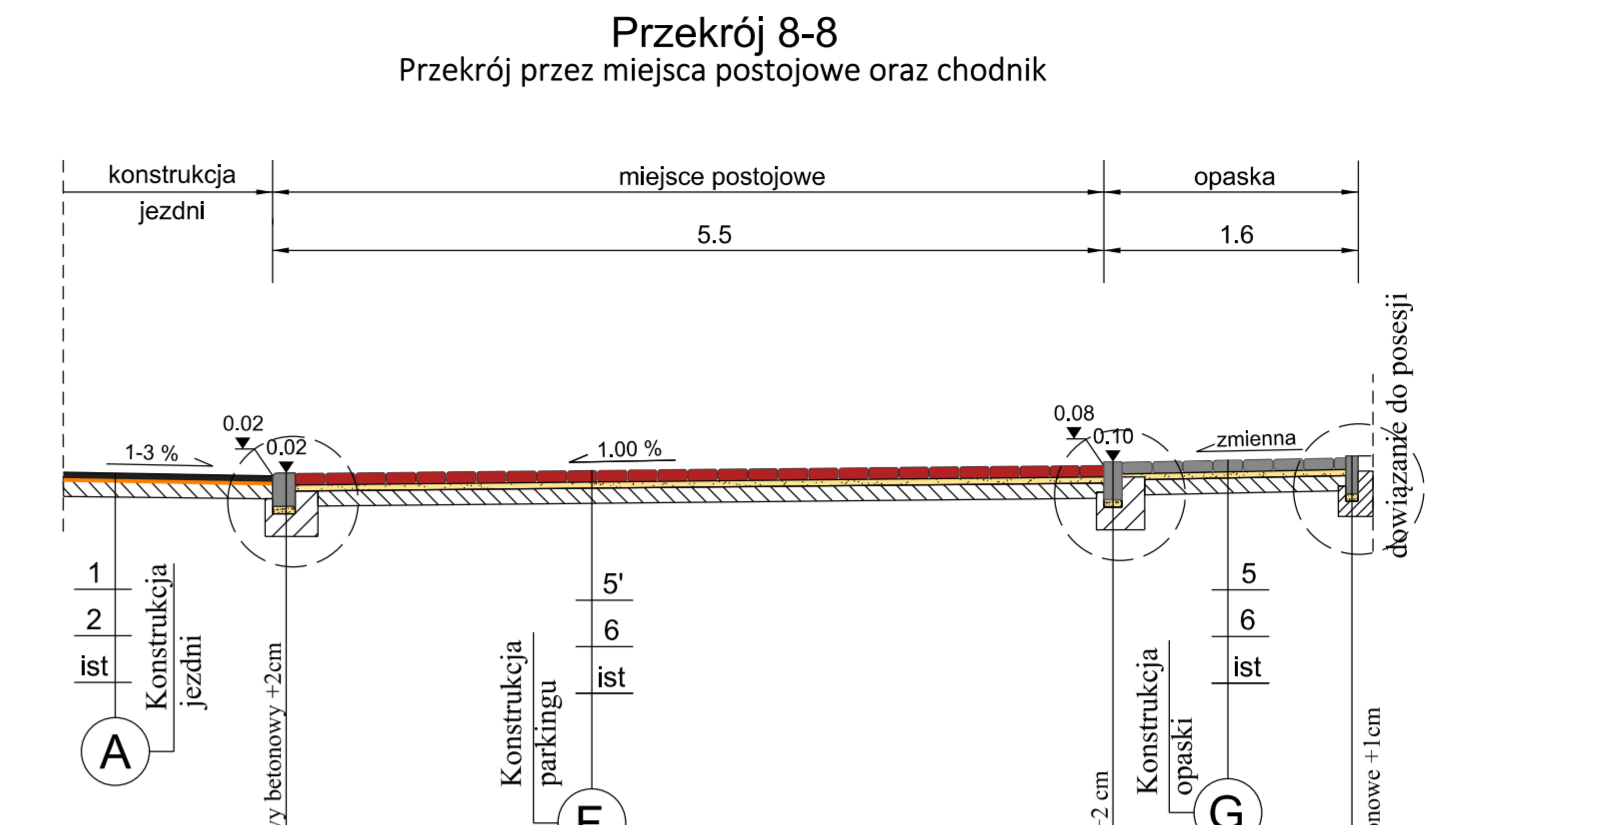 Przekrój 8-8
Przekrój przez miejsca postojowe oraz chodnik
konstrukcja
jezdni
miejsce postojowe
opaska
5.5
1.6
dowiązanie do posesji
0.02
0.02
0.08
0.10
1-3 %
1.00 %
zmienna
1
2
ist
Konstrukcja
jezdni
A
betonowy +2cm
5'
6
ist
Konstrukcja
parkingu
2 cm
5
6
ist
Konstrukcja
opaski
G
+1cm